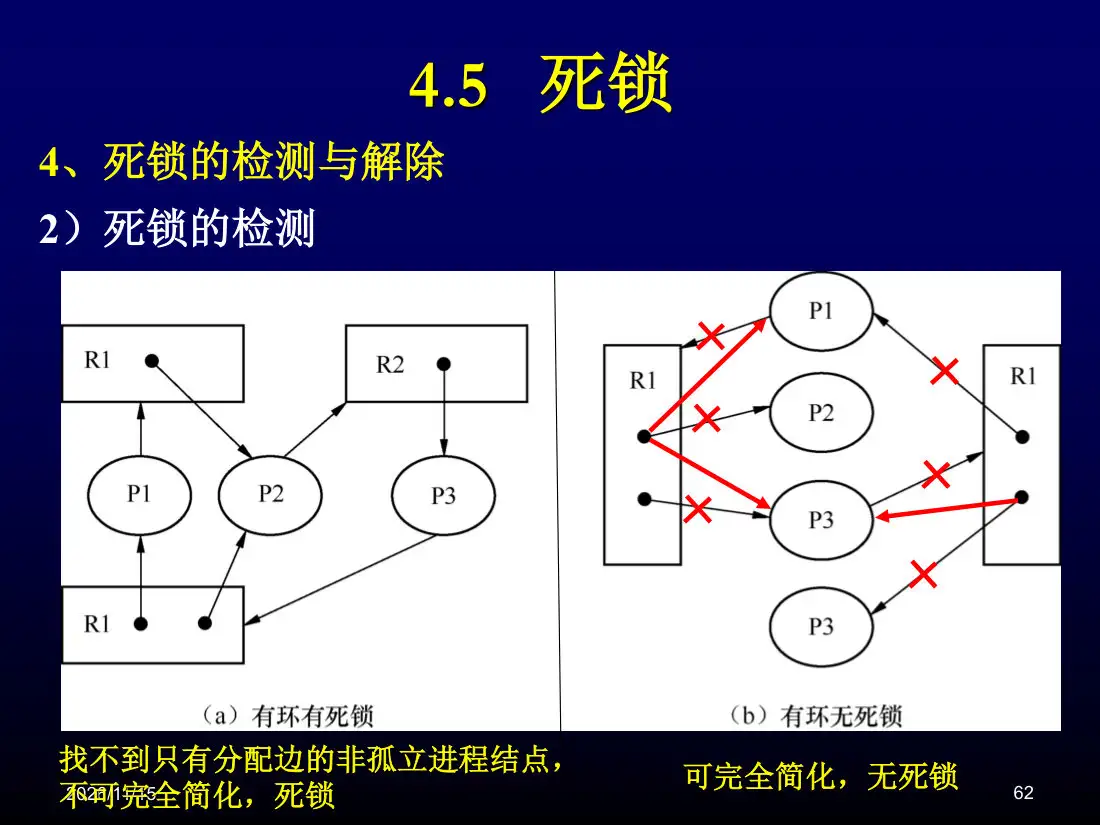 4.5 死锁
4、死锁的检测与解除
2）死锁的检测
R1
R2
P1
P2
P3
R1
（a）有环有死锁
P1
R1
R1
P2
P3
P3
（b）有环无死锁
找不到只有分配边的非孤立进程结点，
不可完全简化，死锁
可完全简化，无死锁
62